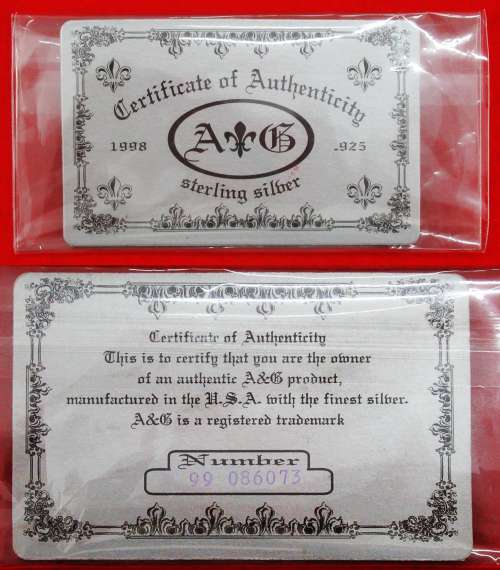 Certificate of Authenticity
1998 A G .925
sterling silver
Certificate of Authenticity
This is to certify that you are the owner
of an authentic A&G product,
manufactured in the U.S.A. with the finest silver.
A&G is a registered trademark
Number
99 086073